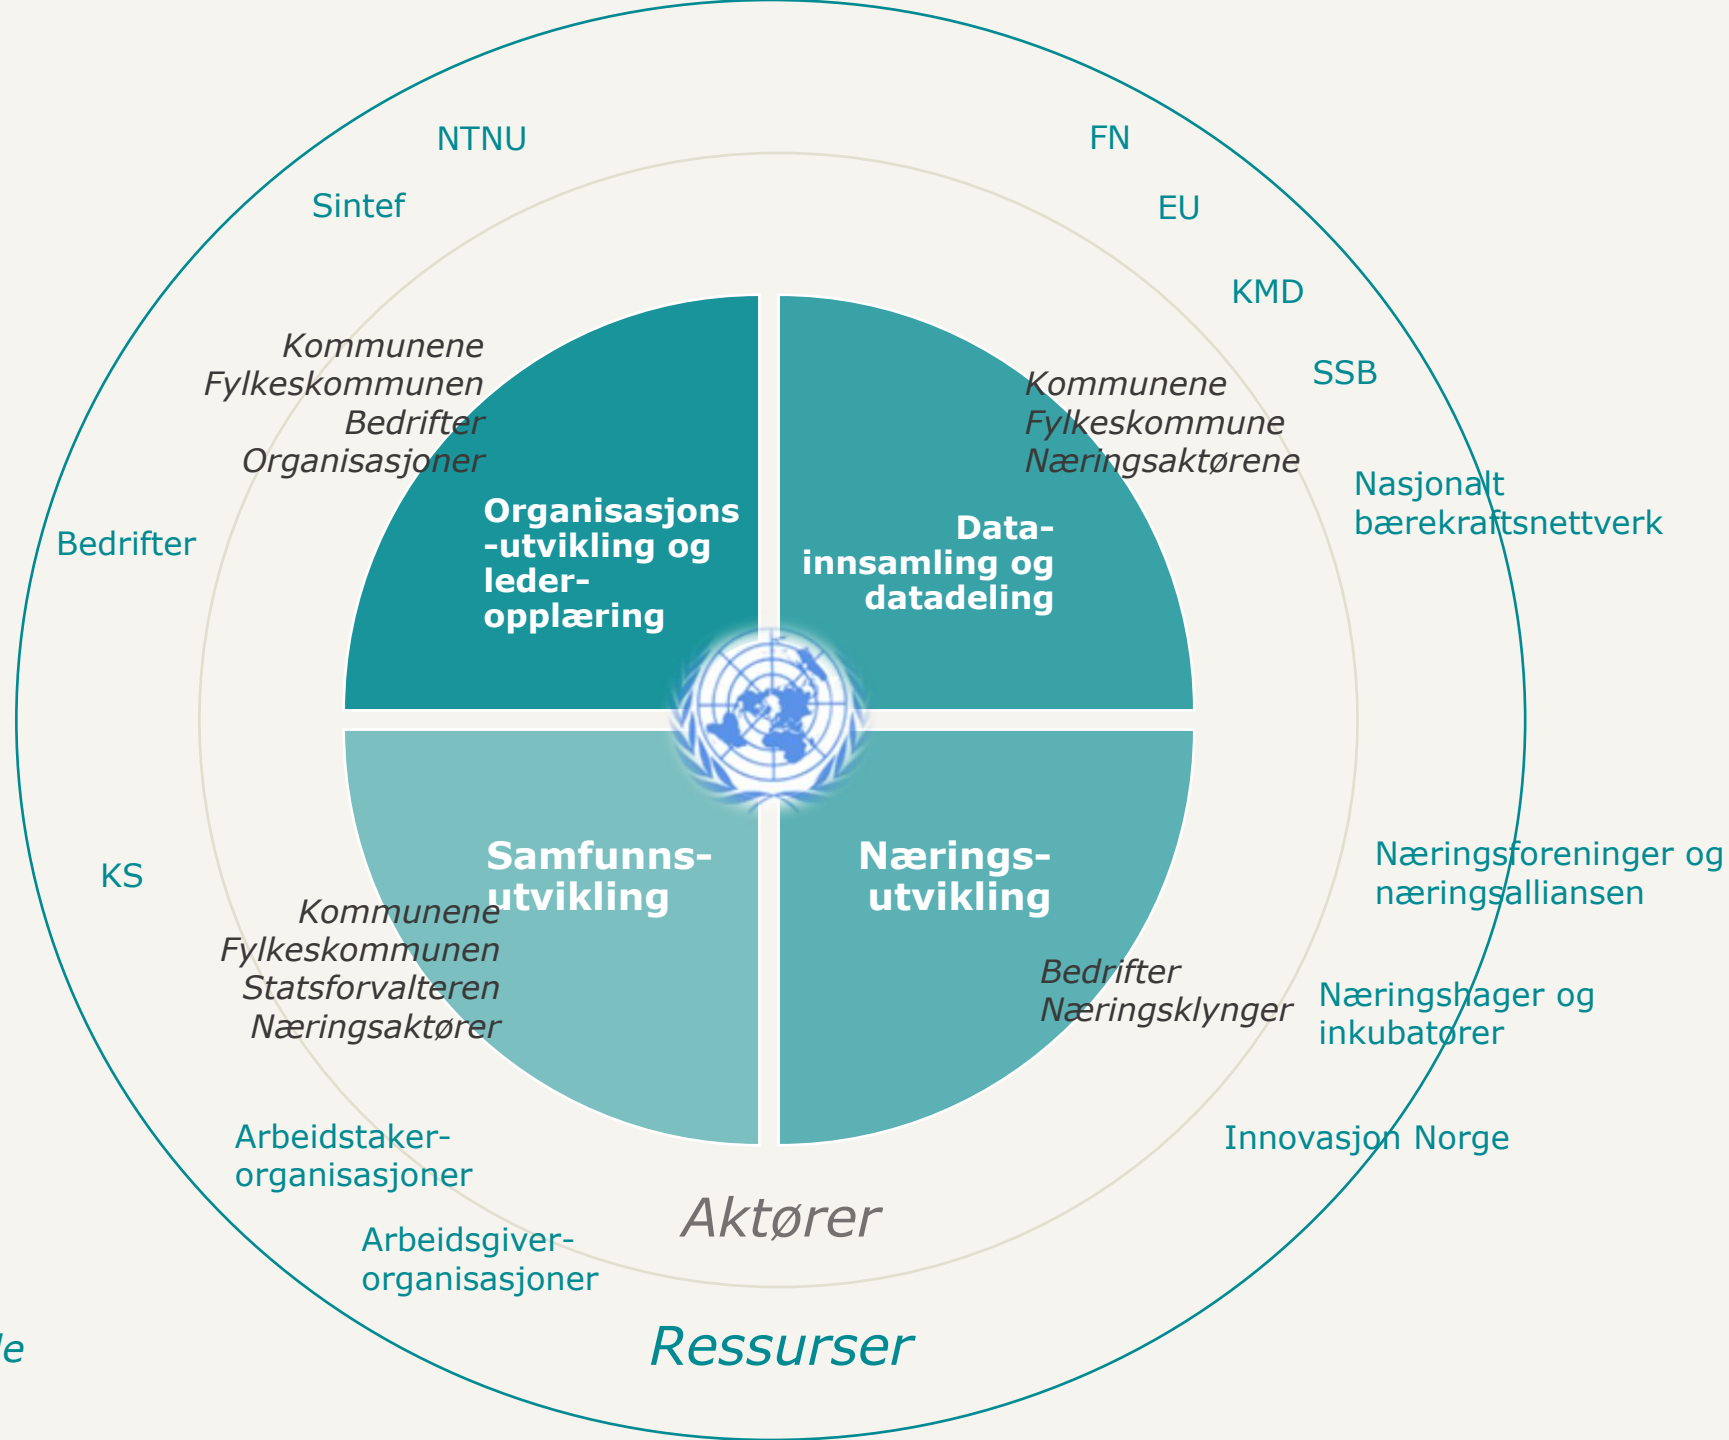 NTNU
FN
Sintef
EU
KMD
SSB
Kommunene
Fylkeskommunen
Bedrifter
Organisasjoner
Kommunene
Fylkeskommune
Næringsaktørene
Nasjonalt
bærekraftsnettverk
Bedrifter
Organisasjons
-utvikling og
leder-
opplæring
Data-
innsamling og
datadeling
Samfunns-
utvikling
Nærings-
utvikling
KS
Næringsforeninger og
næringsalliansen
Kommunene
Fylkeskommunen
Statsforvalteren
Næringsaktører
Bedrifter
Næringsklynger
Næringshager og
inkubatorer
Arbeidstaker-
organisasjoner
Innovasjon Norge
Arbeidsgiver-
organisasjoner
Aktører
Ressurser